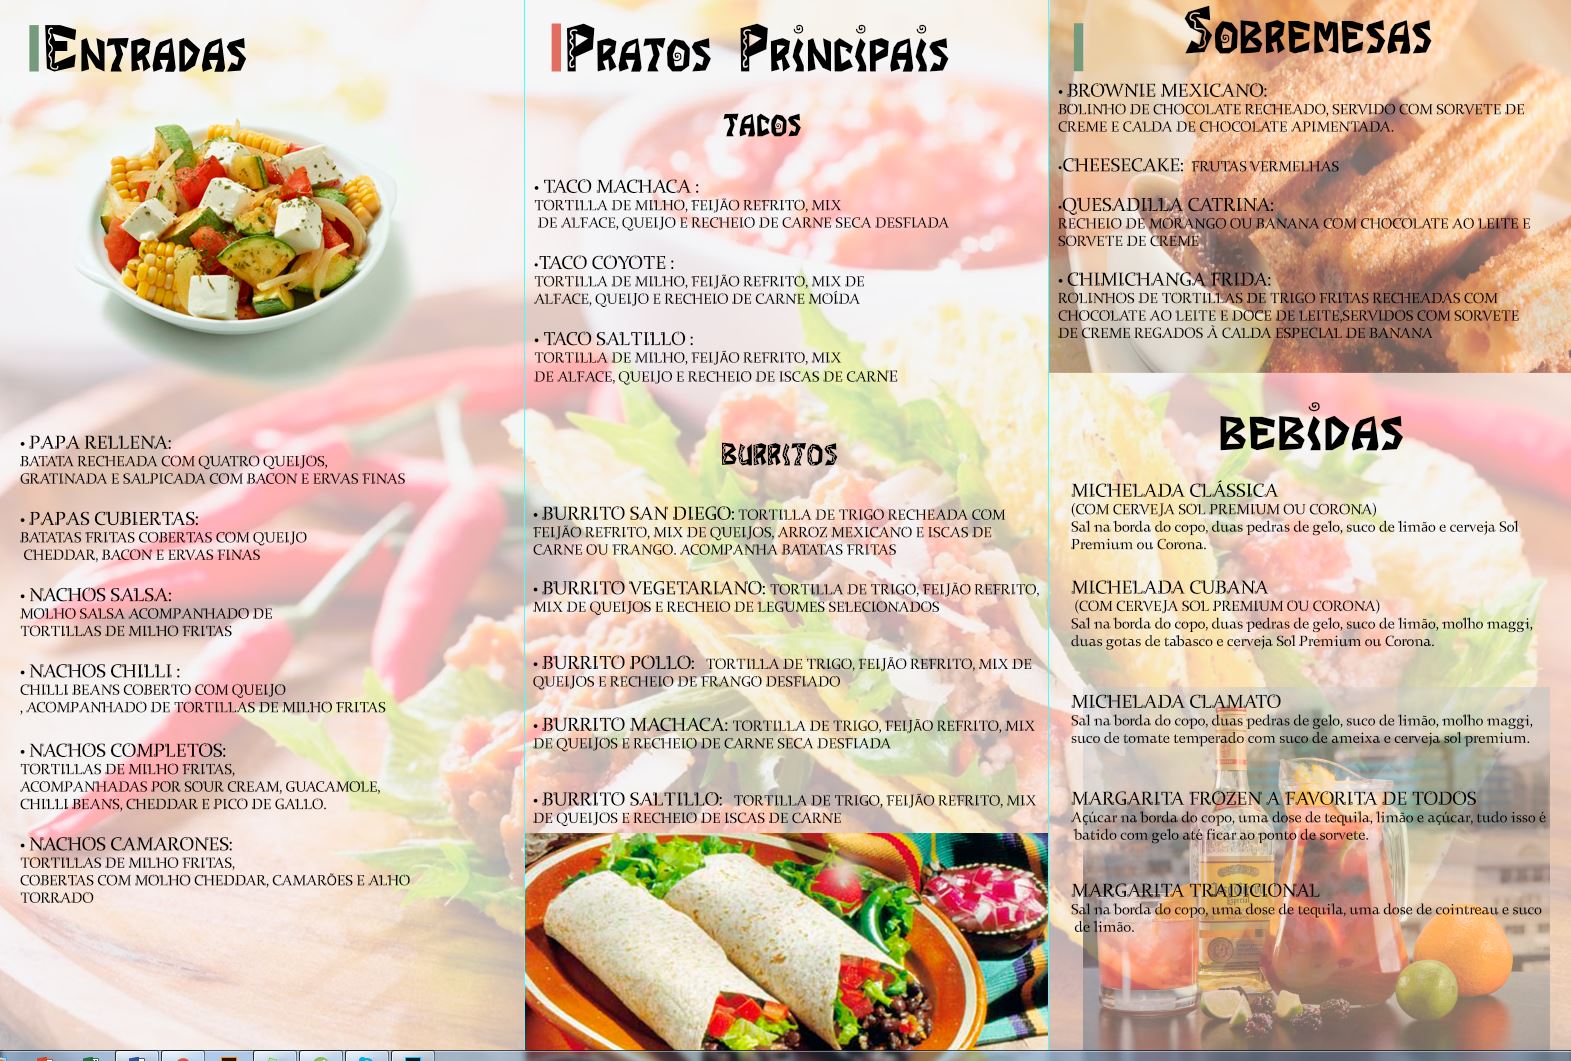 ENTRADAS
• PAPA RELLENA:
BATATA RECHEADA COM QUATRO QUEIJOS,
GRATINADA E SALPICADA COM BACON E ERVAS FINAS
• PAPAS CUBIERTAS:
BATATAS FRITAS COBERTAS COM QUEIJO
CHEDDAR, BACON E ERVAS FINAS
• NACHOS SALSA:
MOLHO SALSA ACOMPANHADO DE
TORTILLAS DE MILHO FRITAS
• NACHOS CHILLI :
CHILLI BEANS COBERTO COM QUEIJO
, ACOMPANHADO DE TORTILLAS DE MILHO FRITAS
• NACHOS COMPLETOS:
TORTILLAS DE MILHO FRITAS,
ACOMPANHADAS POR SOUR CREAM, GUACAMOLE,
CHILLI BEANS, CHEDDAR E PICO DE GALLO.
• NACHOS CAMARONES:
TORTILLAS DE MILHO FRITAS,
COBERTAS COM MOLHO CHEDDAR, CAMARÕES E ALHO
TORRADO
PRATOS PRINCIPAIS
TACOS
• TACO MACHACA :
TORTILLA DE MILHO, FEIJÃO REFRITO, MIX
DE ALFACE, QUEIJO E RECHEIO DE CARNE SECA DESFIADA
•TACO COYOTE :
TORTILLA DE MILHO, FEIJÃO REFRITO, MIX DE
ALFACE, QUEIJO E RECHEIO DE CARNE MOÍDA
• TACO SALTILLO :
TORTILLA DE MILHO, FEIJÃO REFRITO, MIX
DE ALFACE, QUEIJO E RECHEIO DE ISCAS DE CARNE
BURRITOS
• BURRITO SAN DIEGO: TORTILLA DE TRIGO RECHEADA COM
FEIJÃO REFRITO, MIX DE QUEIJOS, ARROZ MEXICANO E ISCAS DE
CARNE OU FRANGO. ACOMPANHA BATATAS FRITAS
• BURRITO VEGETARIANO: TORTILLA DE TRIGO, FEIJÃO REFRITO,
MIX DE QUEIJOS E RECHEIO DE LEGUMES SELECIONADOS
• BURRITO POLLO: TORTILLA DE TRIGO, FEIJÃO REFRITO, MIX DE
QUEIJOS E RECHEIO DE FRANGO DESFIADO
• BURRITO MACHACA: TORTILLA DE TRIGO, FEIJÃO REFRITO, MIX
DE QUEIJOS E RECHEIO DE CARNE SECA DESFIADA
• BURRITO SALTILLO: TORTILLA DE TRIGO, FEIJÃO REFRITO, MIX
DE QUEIJOS E RECHEIO DE ISCAS DE CARNE
SOBREMESAS
• BROWNIE MEXICANO:
BOLINHO DE CHOCOLATE RECHEADO, SERVIDO COM SORVETE DE
CREME E CALDA DE CHOCOLATE APIMENTADA.
•CHEESECAKE: FRUTAS VERMELHAS
•QUESADILLA CATRINA:
RECHEIO DE MORANGO OU BANANA COM CHOCOLATE AO LEITE E
SORVETE DE CREME
• CHIMICHANGA FRIDA:
ROLINHOS DE TORTILLAS DE TRIGO FRITAS RECHEADAS COM
CHOCOLATE AO LEITE E DOCE DE LEITE,SERVIDOS COM SORVETE
DE CREME REGADOS À CALDA ESPECIAL DE BANANA
BEBIDAS
MICHELADA CLÁSSICA
(COM CERVEJA SOL PREMIUM OU CORONA)
Sal na borda do copo, duas pedras de gelo, suco de limão e cerveja Sol
Premium ou Corona.
MICHELADA CUBANA
(COM CERVEJA SOL PREMIUM OU CORONA)
Sal na borda do copo, duas pedras de gelo, suco de limão, molho maggi,
duas gotas de tabasco e cerveja Sol Premium ou Corona.
MICHELADA CLAMATO
Sal na borda do copo, duas pedras de gelo, suco de limão, molho maggi,
suco de tomate temperado com suco de ameixa e cerveja sol premium.
MARGARITA FROZEN A FAVORITA DE TODOS
Açúcar na borda do copo, uma dose de tequila, limão e açúcar, tudo isso é
batido com gelo até ficar ao ponto de sorvete.
MARGARITA TRADICIONAL
Especial
Sal na borda do copo, uma dose de tequila, uma dose de cointreau e suco
de limão.